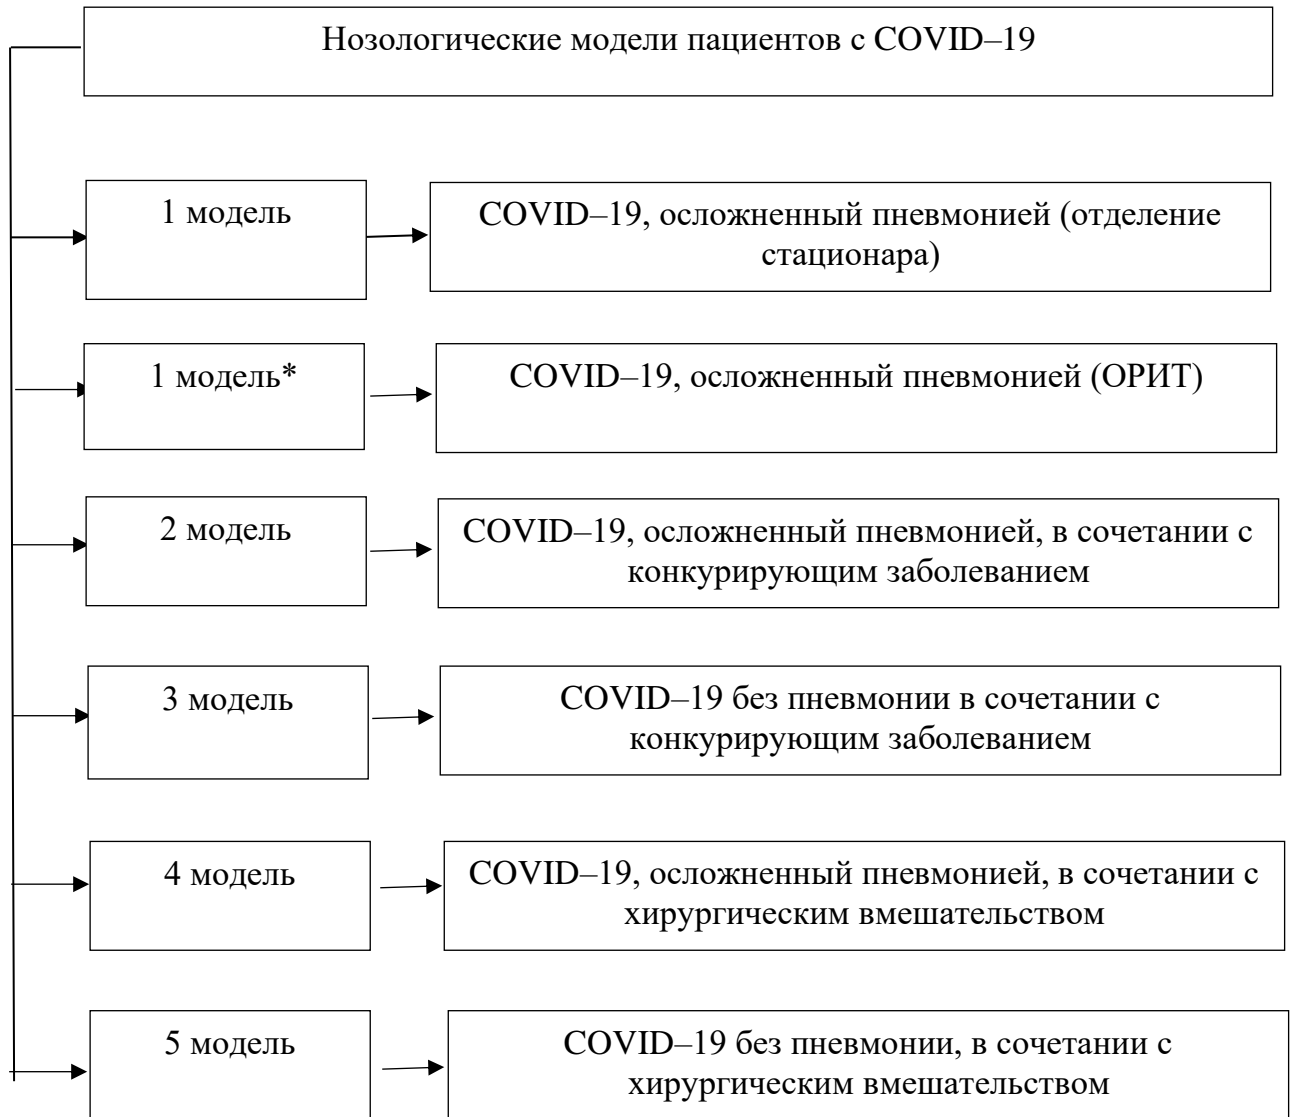 Нозологические модели пациентов с COVID–19
1 модель
COVID–19, осложненный пневмонией (отделение
стационара)
1 модель*
COVID–19, осложненный пневмонией (ОРИТ)
2 модель
COVID–19, осложненный пневмонией, в сочетании с
конкурирующим заболеванием
3 модель
COVID–19 без пневмонии в сочетании с
конкурирующим заболеванием
4 модель
COVID–19, осложненный пневмонией, в сочетании с
хирургическим вмешательством
5 модель
COVID–19 без пневмонии, в сочетании с
хирургическим вмешательством